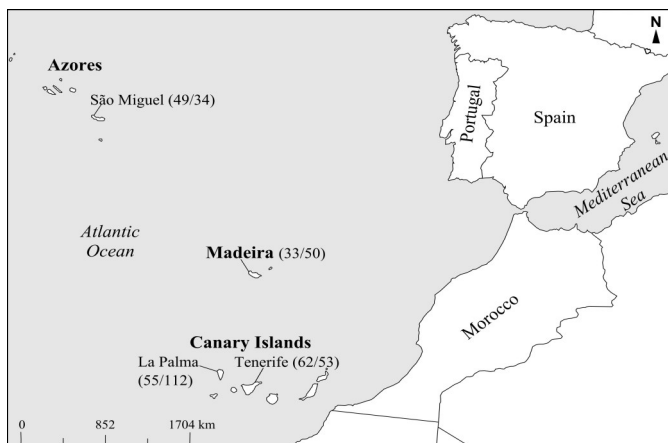 N
Azores
São Miguel (49/34)
Portugal
Spain
Mediterranean
Sea
Atlantic
Ocean
Madeira (33/50)
Morocco
Canary Islands
La Palma
(55/112)
Tenerife (62/53)
0 852 1704 km